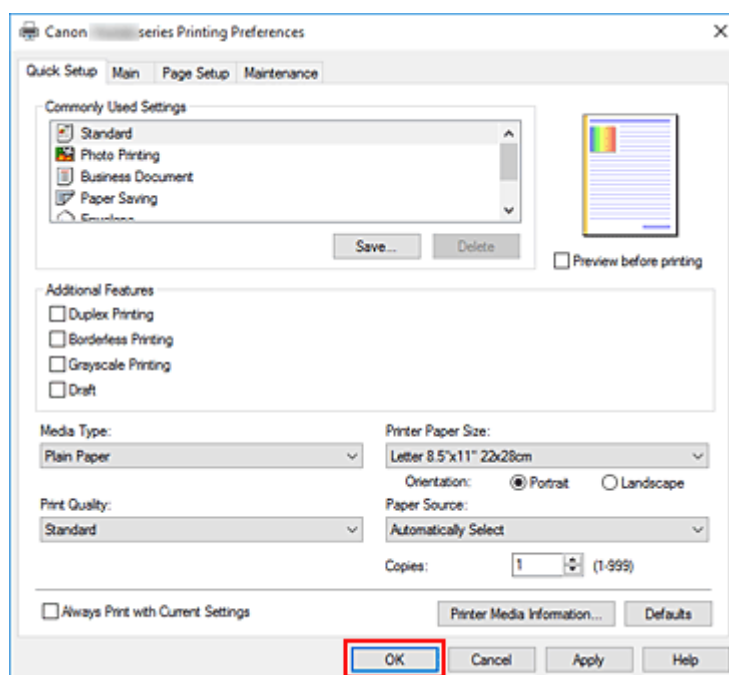 Canon series Printing Preferences
Quick Setup Main Page Setup Maintenance
Commonly Used Settings
Standard
Photo Printing
Business Document
Paper Saving
Envelope
Save... Delete
Preview before printing
Additional Features
Duplex Printing
Borderless Printing
Grayscale Printing
Draft
Media Type: Printer Paper Size:
Plain Paper Letter 8.5"x11" 22x28cm
Orientation: Portrait Landscape
Print Quality: Paper Source:
Standard Automatically Select
Copies: 1 (1-999)
Always Print with Current Settings Printer Media Information... Defaults
OK Cancel Apply Help